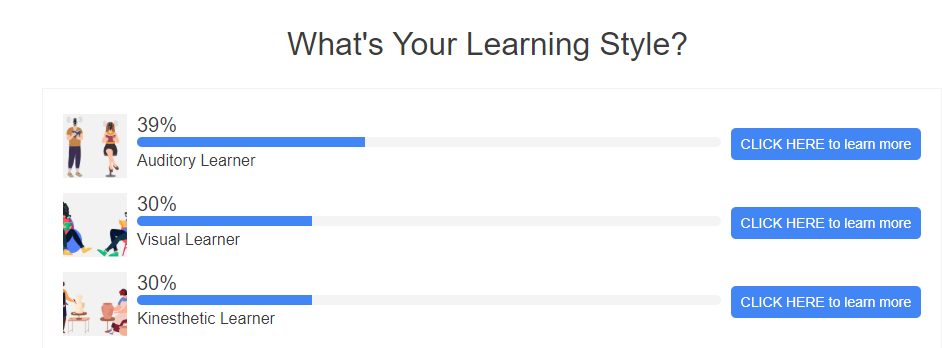 What's Your Learning Style?
39%
Auditory Learner
CLICK HERE to learn more
30%
Visual Learner
CLICK HERE to learn more
30%
Kinesthetic Learner
CLICK HERE to learn more